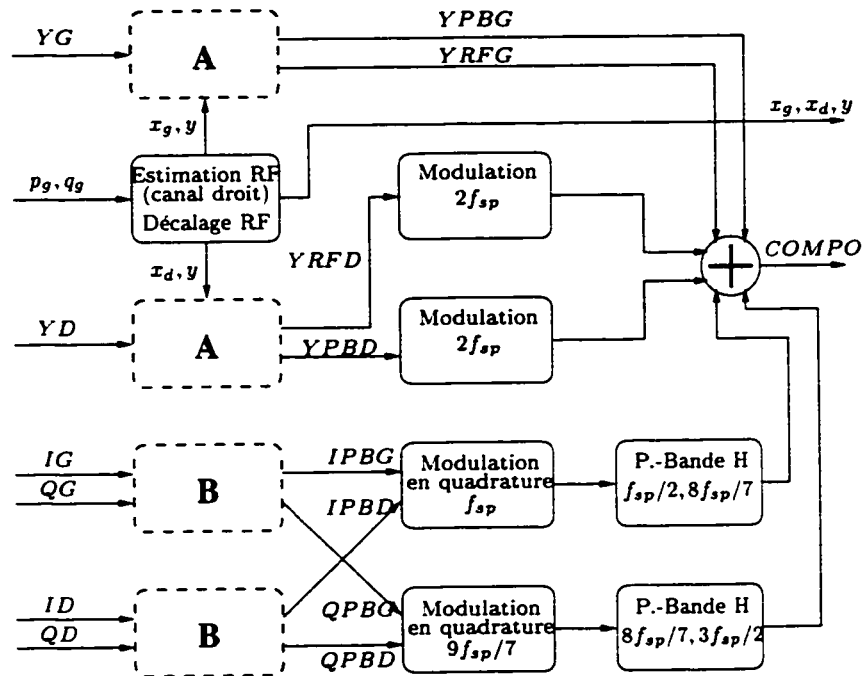 YPBG
YG
YRFG
A
x_g, y
x_g, x_d, y
p_g, q_g
Estimation RF
(canal droit)
Décalage RF
Modulation
2f_sp
x_d, y
YRFD
COMPO
YD
A
YPBD
Modulation
2f_sp
IG
QG
B
IPBG
IPBD
Modulation
en quadrature
f_sp
P.-Bande H
f_sp/2, 8f_sp/7
ID
QD
B
QPBG
QPBD
Modulation
en quadrature
9f_sp/7
P.-Bande H
8f_sp/7, 3f_sp/2